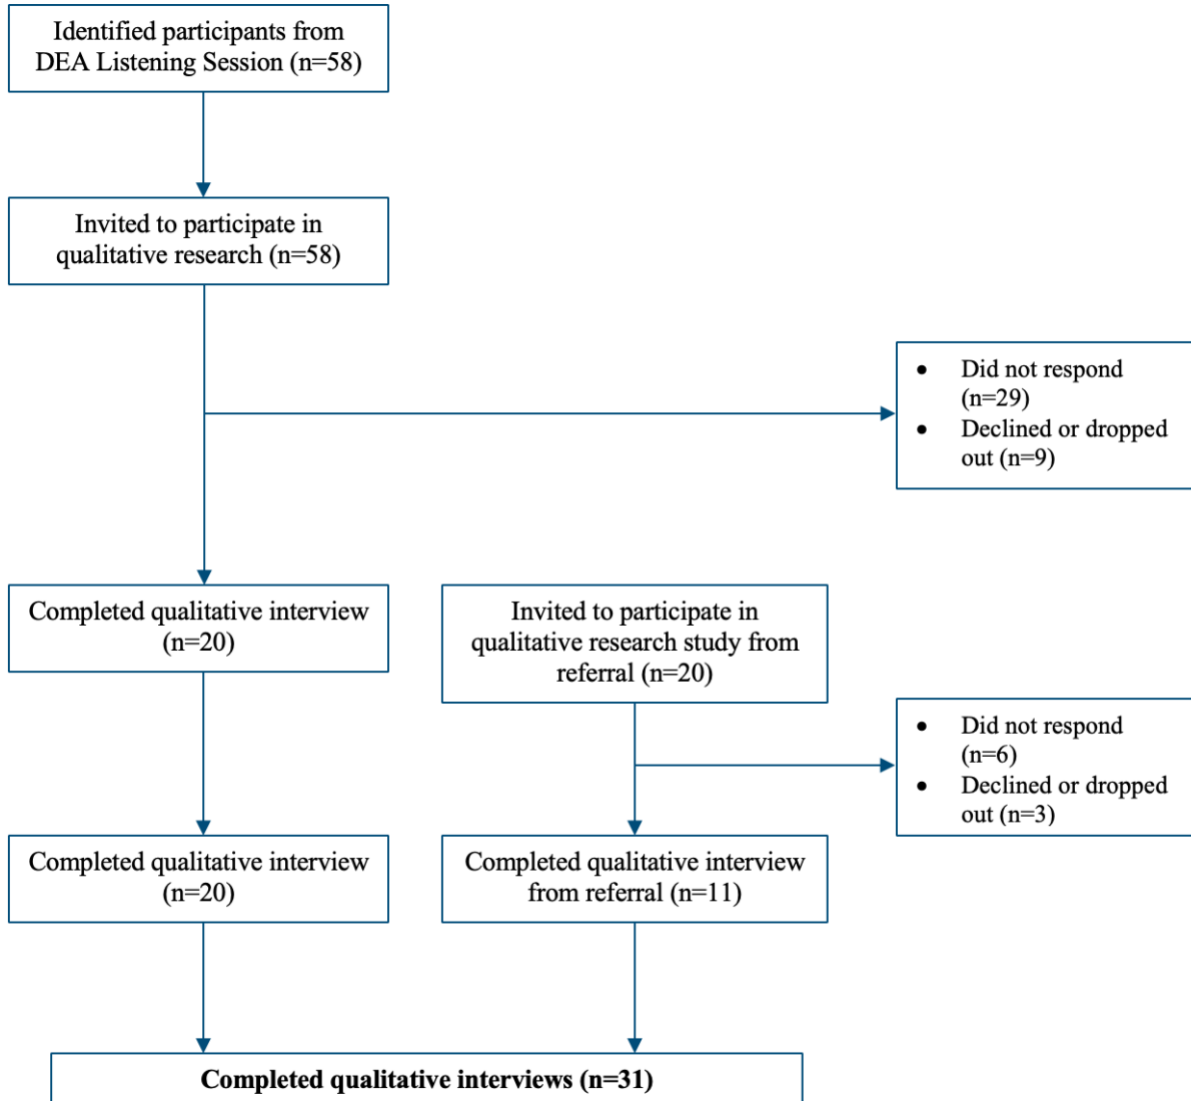 Identified participants from
DEA Listening Session (n=58)
Invited to participate in
qualitative research (n=58)
• Did not respond
(n=29)
• Declined or dropped
out (n=9)
Completed qualitative interview
(n=20)
Invited to participate in
qualitative research study from
referral (n=20)
• Did not respond
(n=6)
• Declined or dropped
out (n=3)
Completed qualitative interview
(n=20)
Completed qualitative interview
from referral (n=11)
Completed qualitative interviews (n=31)